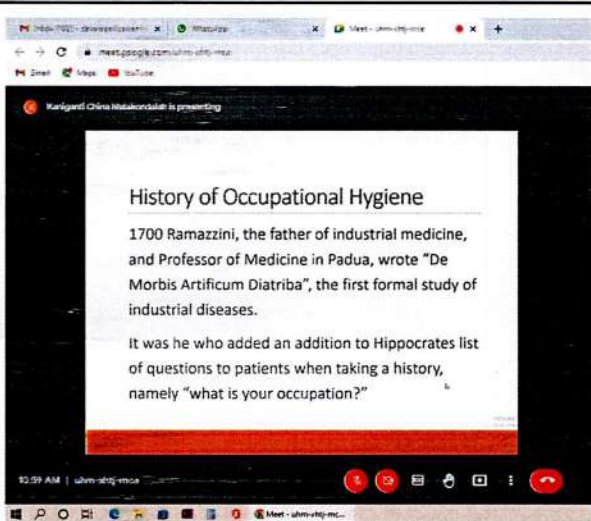 WhatsApp
Gmail Maps YouTube
is presenting
History of Occupational Hygiene
1700 Ramazzini, the father of industrial medicine,
and Professor of Medicine in Padua, wrote “De
Morbis Artificum Diatriba”, the first formal study of
industrial diseases.
It was he who added an addition to Hippocrates list
of questions to patients when taking a history,
namely “what is your occupation?”
10:59 AM